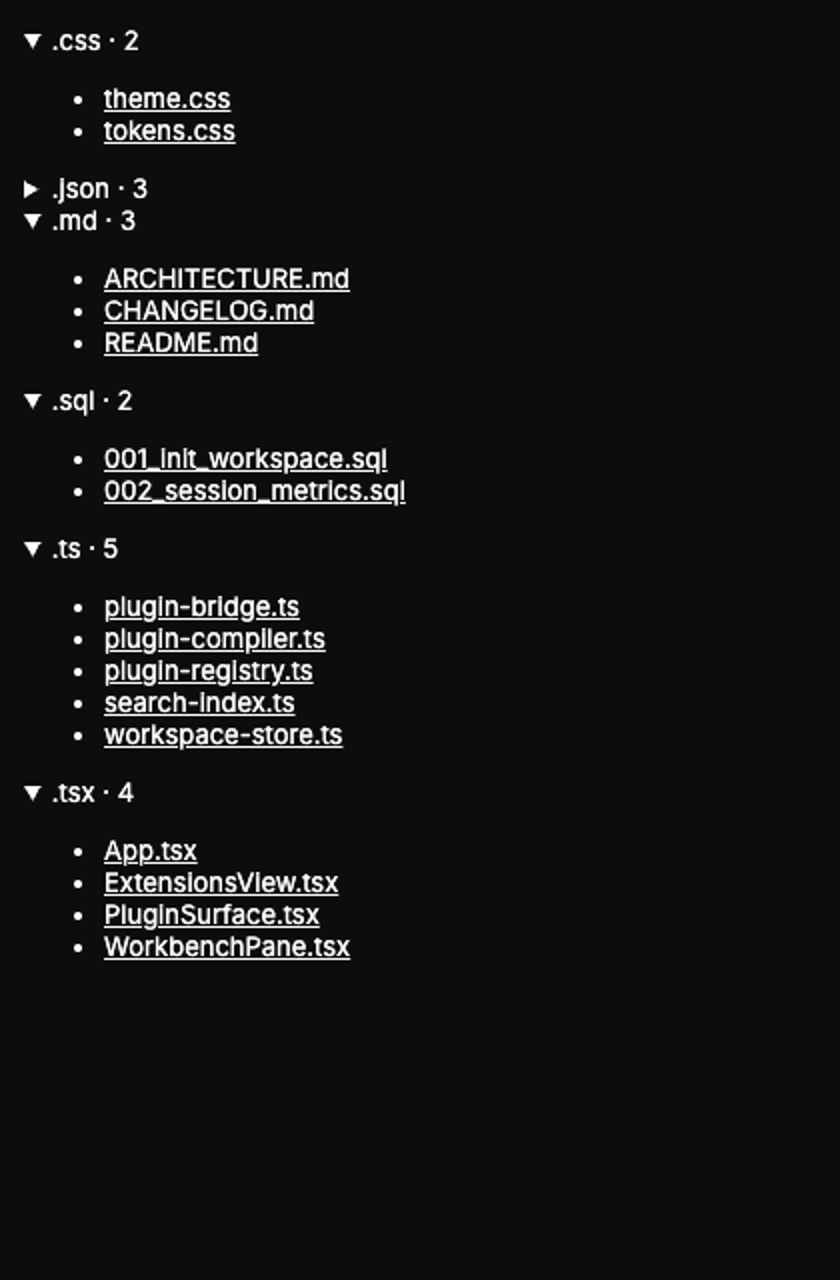 .css · 2
theme.css
tokens.css
.json · 3
.md · 3
ARCHITECTURE.md
CHANGELOG.md
README.md
.sql · 2
001_init_workspace.sql
002_session_metrics.sql
.ts · 5
plugin-bridge.ts
plugin-compiler.ts
plugin-registry.ts
search-index.ts
workspace-store.ts
.tsx · 4
App.tsx
ExtensionsView.tsx
PluginSurface.tsx
WorkbenchPane.tsx